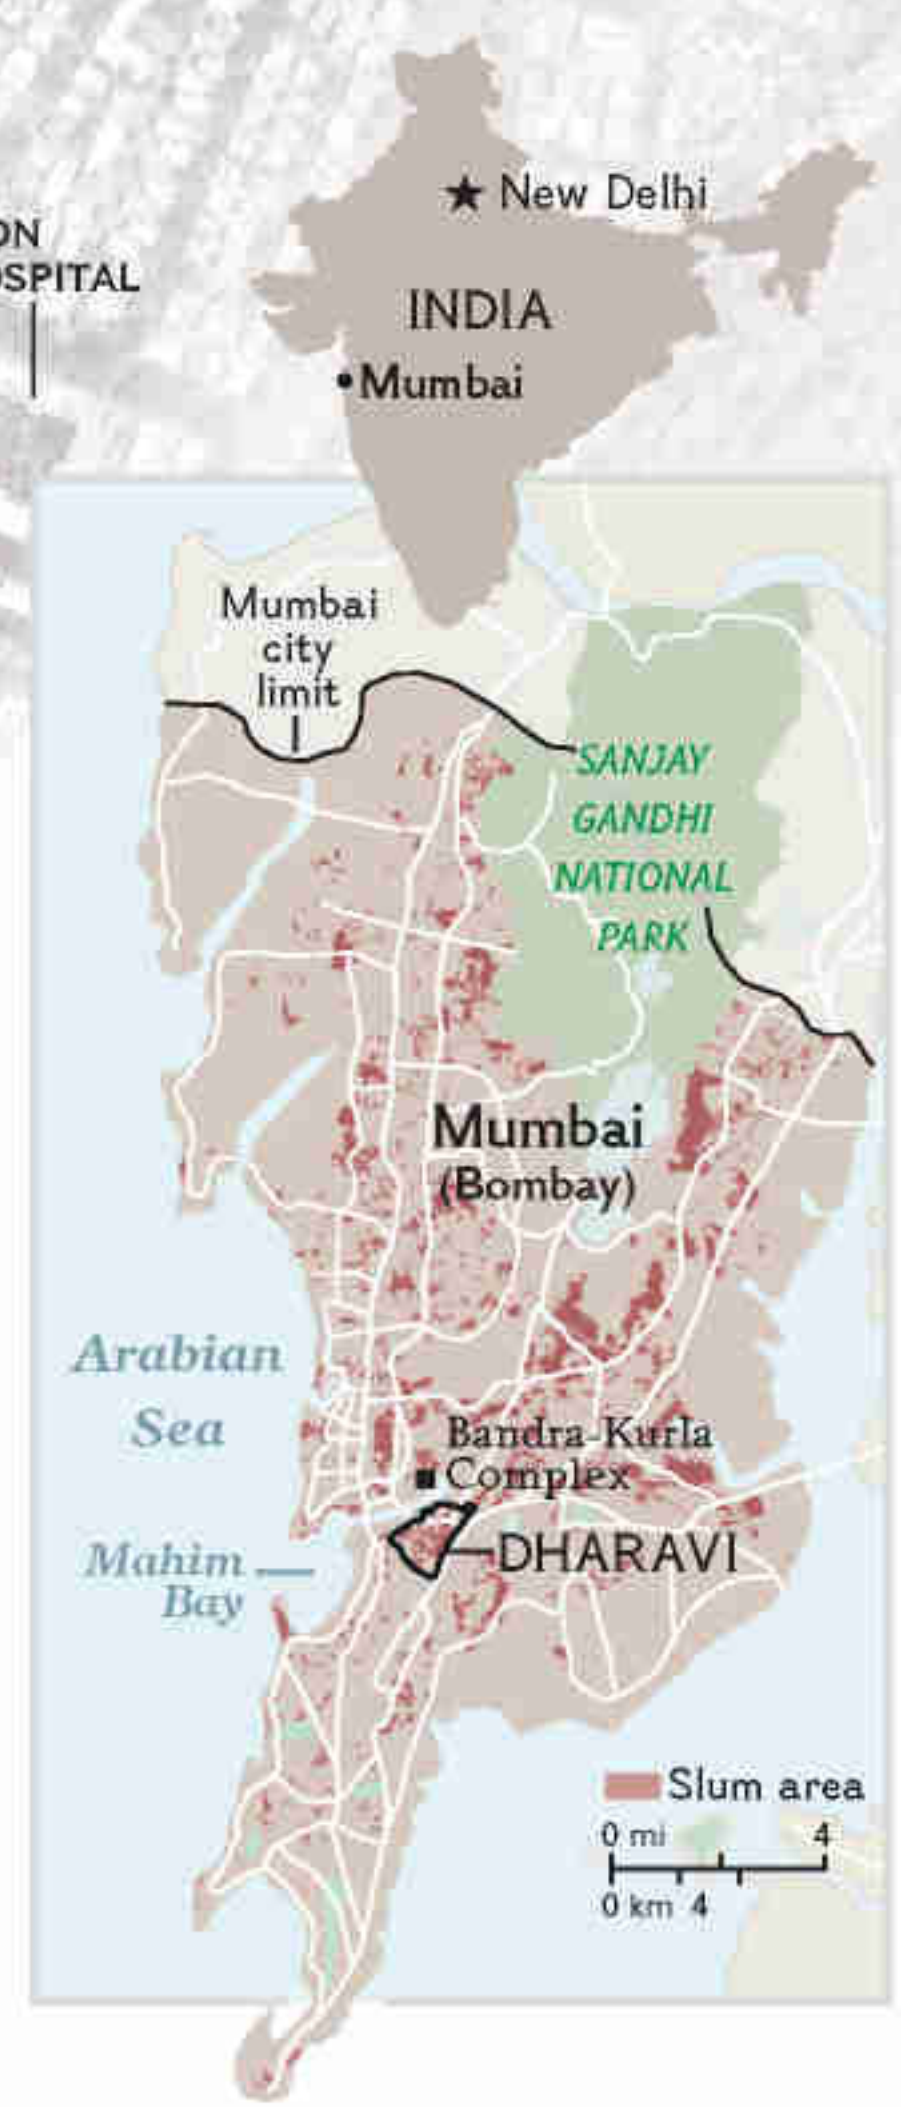 ON
OSPITAL
New Delhi
INDIA
Mumbai
Mumbai
city
limit
SANJAY
GANDHI
NATIONAL
PARK
Mumbai
(Bombay)
Arabian
Sea
Bandra-Kurla
Complex
DHARAVI
Mahim
Bay
Slum area
0 mi 4
0 km 4